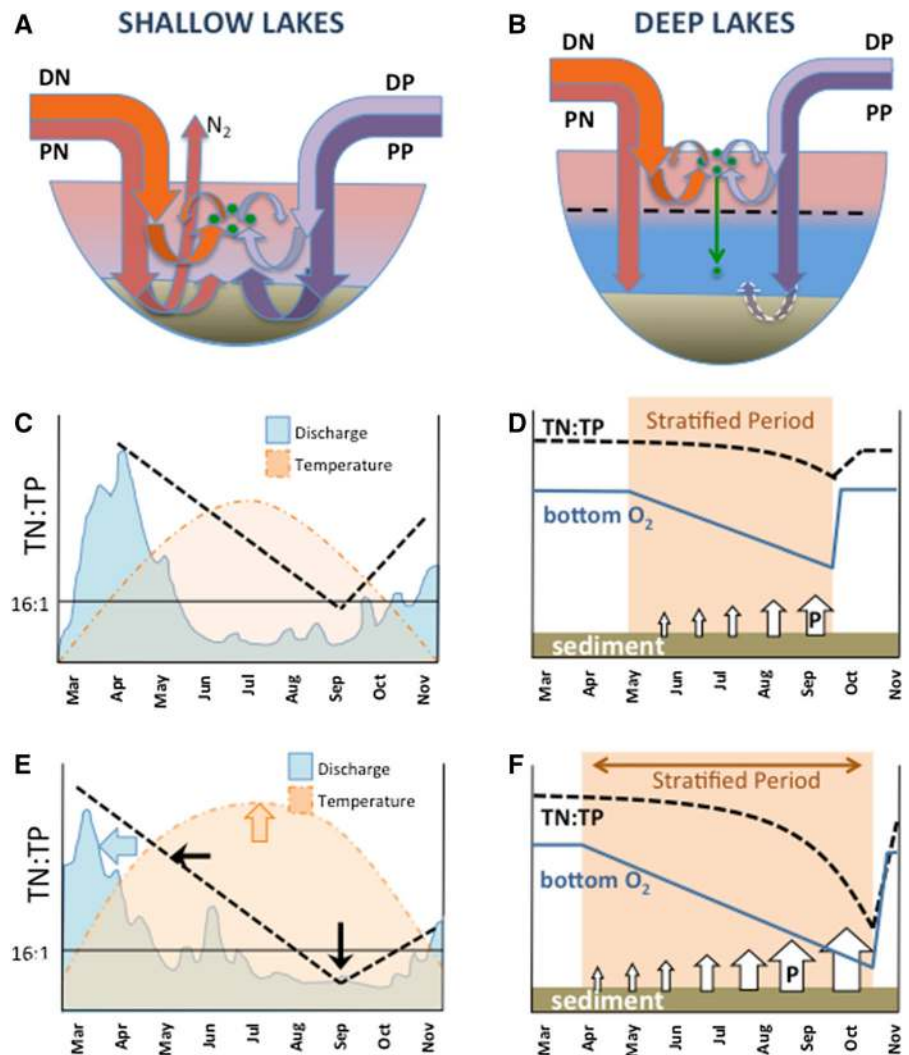 A
SHALLOW LAKES
DN
PN
N2
DP
PP
B
DEEP LAKES
DN
PN
DP
PP
C
Discharge
Temperature
TN:TP
16:1
Mar Apr May Jun Jul Aug Sep Oct Nov
D
Stratified Period
TN:TP
bottom O2
P
sediment
Mar Apr May Jun Jul Aug Sep Oct Nov
E
Discharge
Temperature
TN:TP
16:1
Mar Apr May Jun Jul Aug Sep Oct Nov
F
Stratified Period
TN:TP
bottom O2
P
sediment
Mar Apr May Jun Jul Aug Sep Oct Nov